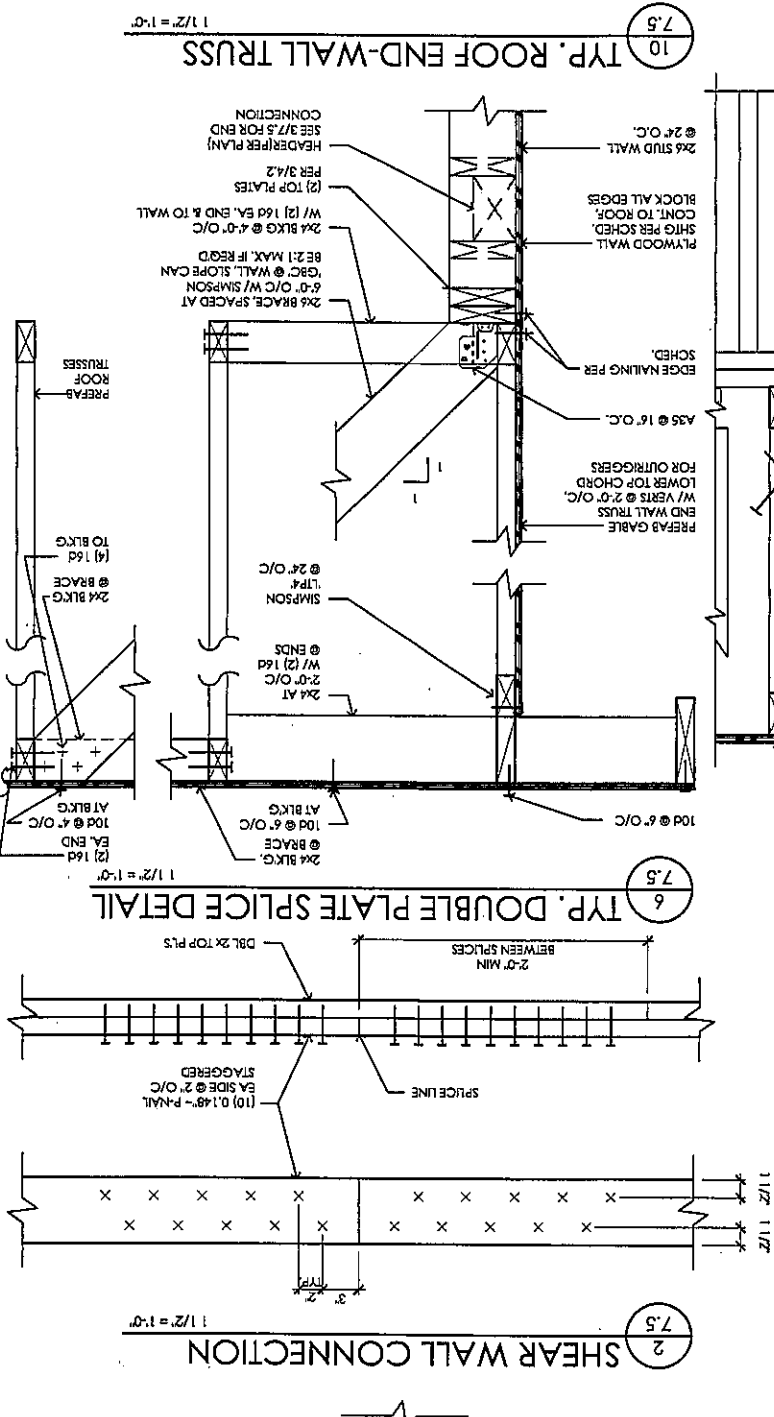 SHEAR WALL CONNECTION
1 1/2" = 1'-0"
2
7.5
3"
2"
TYP.
1 1/2"
1 1/2"
(10) 0.148"~ P-NAIL
EA SIDE @ 2" O/C
STAGGERED
SPLICE LINE
DBL 2x TOP PL'S
2'-0" MIN
BETWEEN SPLICES
TYP. DOUBLE PLATE SPLICE DETAIL
1 1/2" = 1'-0"
6
7.5
(2) 16d
EA. END
10d @ 4" O/C
AT BLK'G
2x4 BLK'G.
@ BRACE
10d @ 6" O/C
AT BLK'G
10d @ 6" O/C
2x4 AT
2'-0" O/C
W/ (2) 16d
@ ENDS
SIMPSON
'LTP4'
@ 24" O/C
2x4 BLK'G
@ BRACE
(4) 16d
TO BLK'G
PREFAB GABLE
END WALL TRUSS
W/ VERTS @ 2'-0" O/C,
LOWER TOP CHORD
FOR OUTRIGGERS
1
1
A35 @ 16" O.C.
EDGE NAILING PER
SCHED.
PREFAB
ROOF
TRUSSES
2x6 BRACE, SPACED AT
6'-0" O/C W/ SIMPSON
'GBC' @ WALL, SLOPE CAN
BE 2:1 MAX. IF REQ'D
2x4 BLKG @ 4'-0" O/C
W/ (2) 16d EA. END & TO WALL
(2) TOP PLATES
PER 3/4.2
HEADER(PER PLAN)
SEE 3/7.5 FOR END
CONNECTION
PLYWOOD WALL
SHTG PER SCHED.
CONT. TO ROOF,
BLOCK ALL EDGES
2x6 STUD WALL
@ 24" O.C.
TYP. ROOF END-WALL TRUSS
1 1/2" = 1'-0"
10
7.5